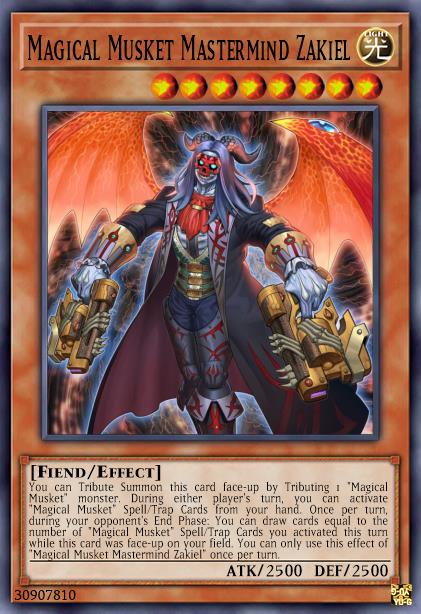 MAGICAL MUSKET MASTERMIND ZAKIEL
LIGHT
光
[FIEND/EFFECT]
You can Tribute Summon this card face-up by Tributing 1 "Magical
Musket" monster. During either player's turn, you can activate
"Magical Musket" Spell/Trap Cards from your hand. Once per turn,
during your opponent's End Phase: You can draw cards equal to the
number of "Magical Musket" Spell/Trap Cards you activated this turn
while this card was face-up on your field. You can only use this effect of
"Magical Musket Mastermind Zakiel" once per turn.
ATK/2500 DEF/2500
30907810